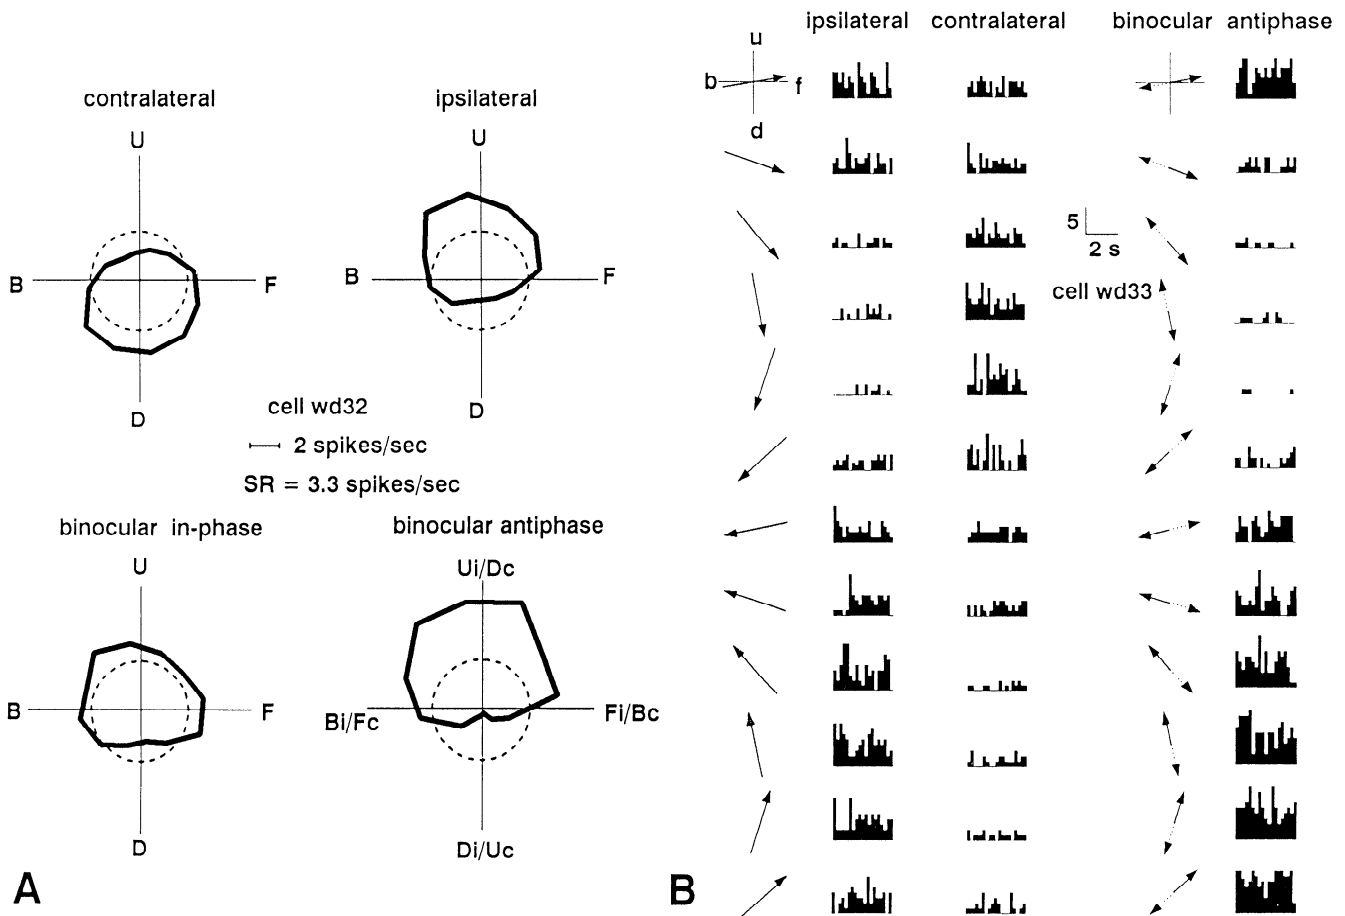 contralateral
ipsilateral
U
U
B
F
B
F
D
D
cell wd32
2 spikes/sec
SR = 3.3 spikes/sec
binocular in-phase
binocular antiphase
U
Ui/Dc
B
F
Bi/Fc
Fi/Bc
D
Di/Uc
A
ipsilateral contralateral binocular antiphase
u
b
f
d
5
2 s
cell wd33
B